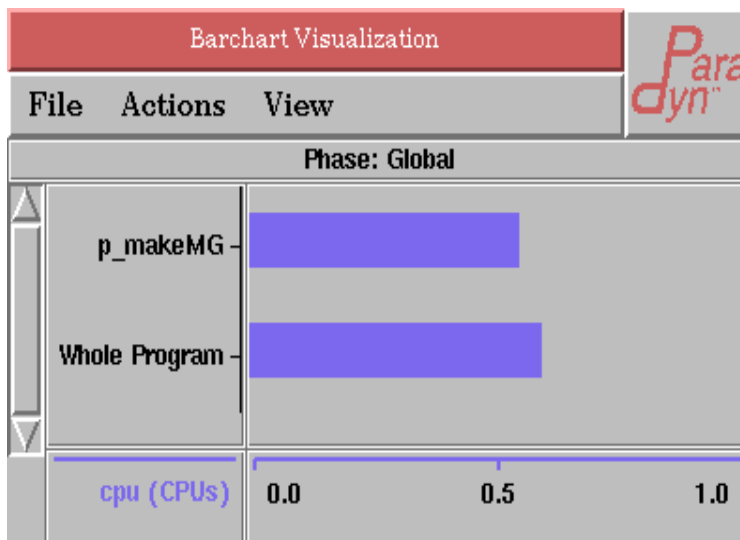 Barchart Visualization
Para
dyn™
File Actions View
Phase: Global
p_makeMG
Whole Program
cpu (CPUs) 0.0 0.5 1.0